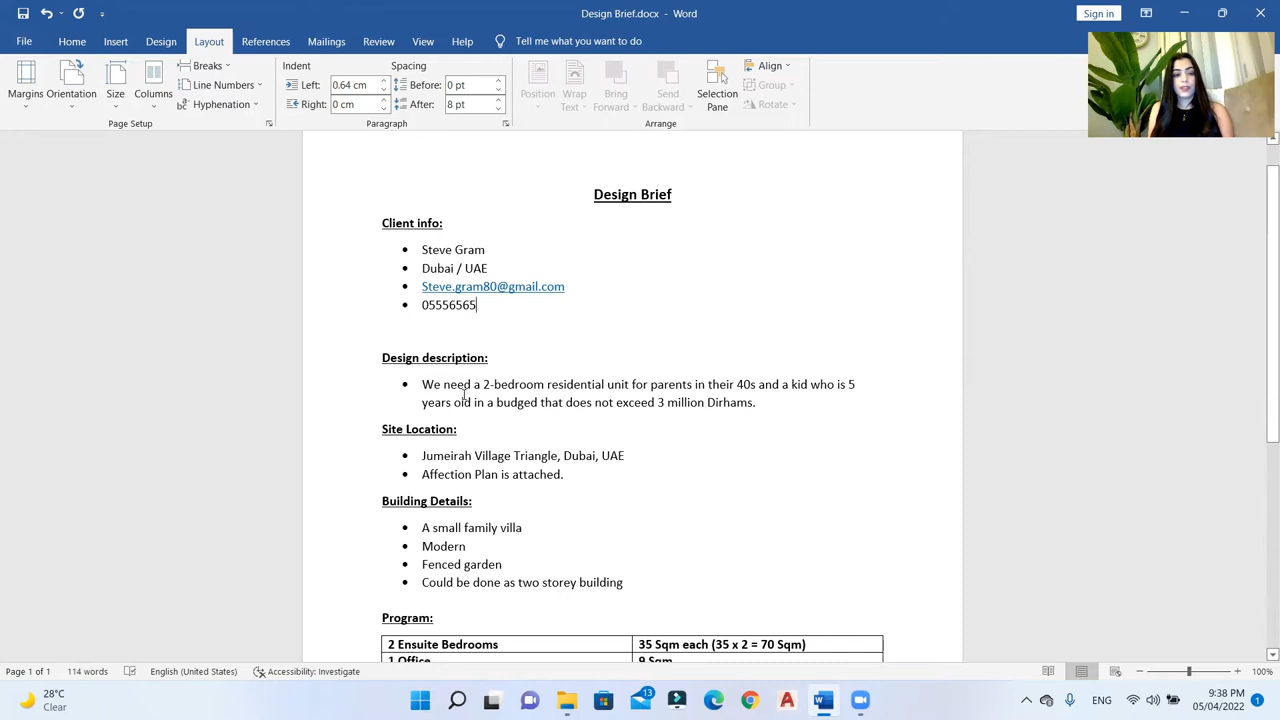 Design Brief - Word
Sign in
File Home Insert Design Layout References Mailings Review View Help Tell me what you want to do
Margins Orientation Size Columns
Breaks
Line Numbers
Hyphenation
Page Setup
Indent Spacing
Left: 0.64 cm Before: 0 pt
Right: 0 cm After: 8 pt
Paragraph
Position Wrap Text Bring Forward Send Backward Selection Pane
Align
Group
Rotate
Arrange
Design Brief
Client info:
• Steve Gram
• Dubai / UAE
• Steve.gram80@gmail.com
• 05556565
Design description:
• We need a 2-bedroom residential unit for parents in their 40s and a kid who is 5
years old in a budged that does not exceed 3 million Dirhams.
Site Location:
• Jumeirah Village Triangle, Dubai, UAE
• Affection Plan is attached.
Building Details:
• A small family villa
• Modern
• Fenced garden
• Could be done as two storey building
Program:
2 Ensuite Bedrooms 35 Sqm each (35 x 2 = 70 Sqm)
1 Office 9 Sqm
Page 1 of 1 114 words English (United States) Accessibility: Investigate 100%
28°C
Clear
13
ENG
9:38 PM
05/04/2022
1